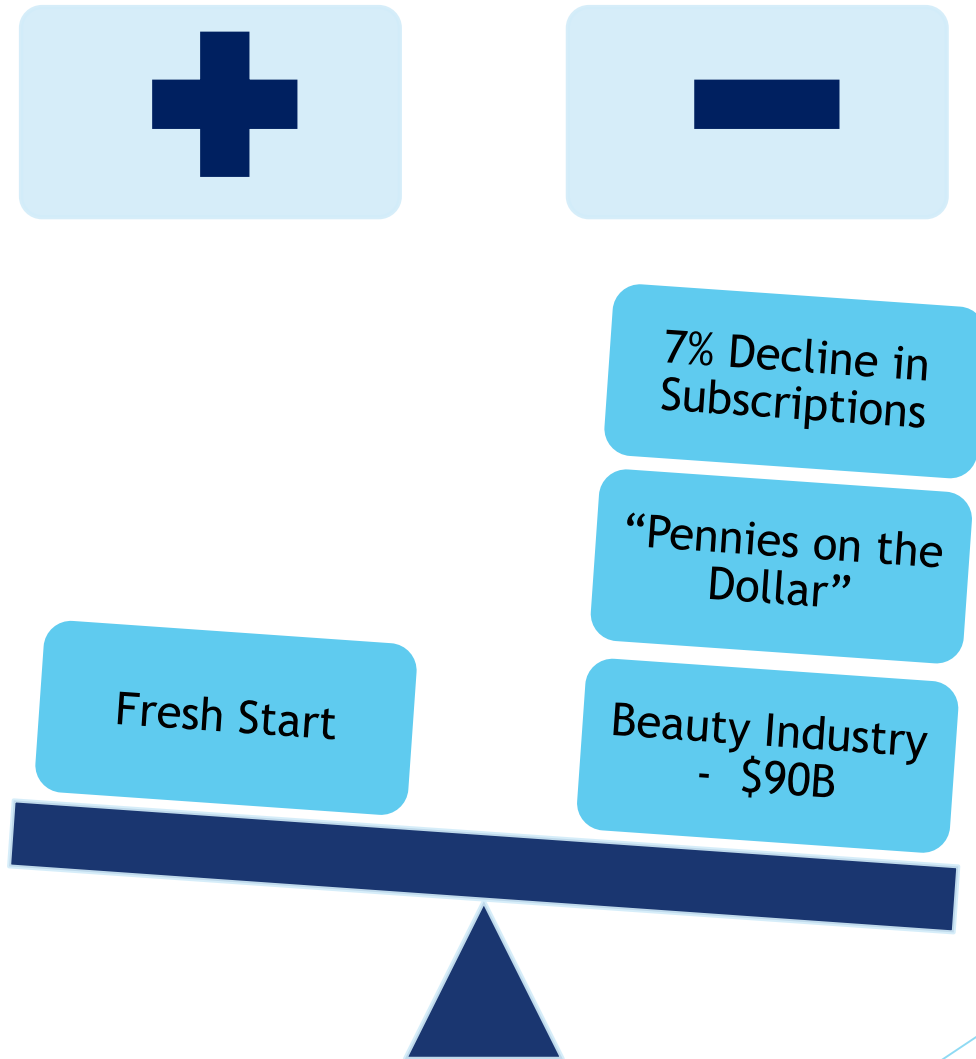 7% Decline in
Subscriptions
“Pennies on the
Dollar”
Fresh Start
Beauty Industry
- $90B